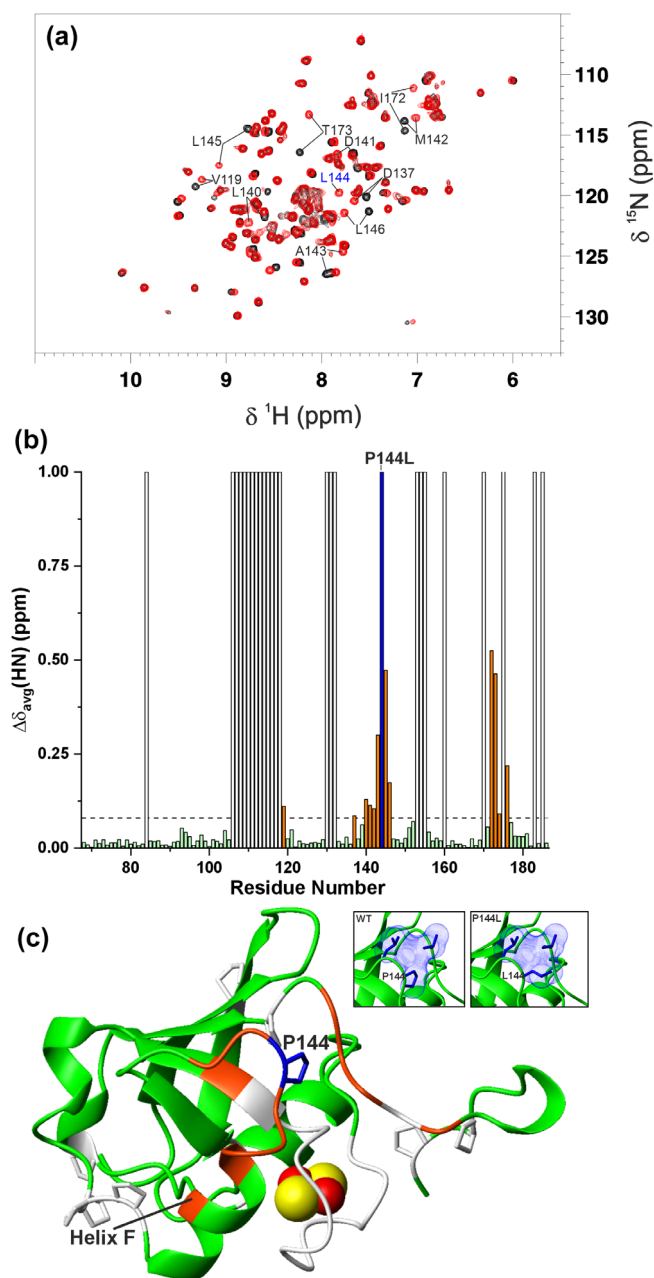 (a)
110
115
120
125
130
δ ¹⁵N (ppm)
I172
L145
T173
D141
M142
V119
L144
D137
L140
L146
A143
10 9 8 7 6
δ ¹H (ppm)
(b)
P144L
1.00
0.75
0.50
0.25
0.00
Δδavg(HN) (ppm)
80 100 120 140 160 180
Residue Number
(c)
WT
P144
P144L
L144
P144
Helix F